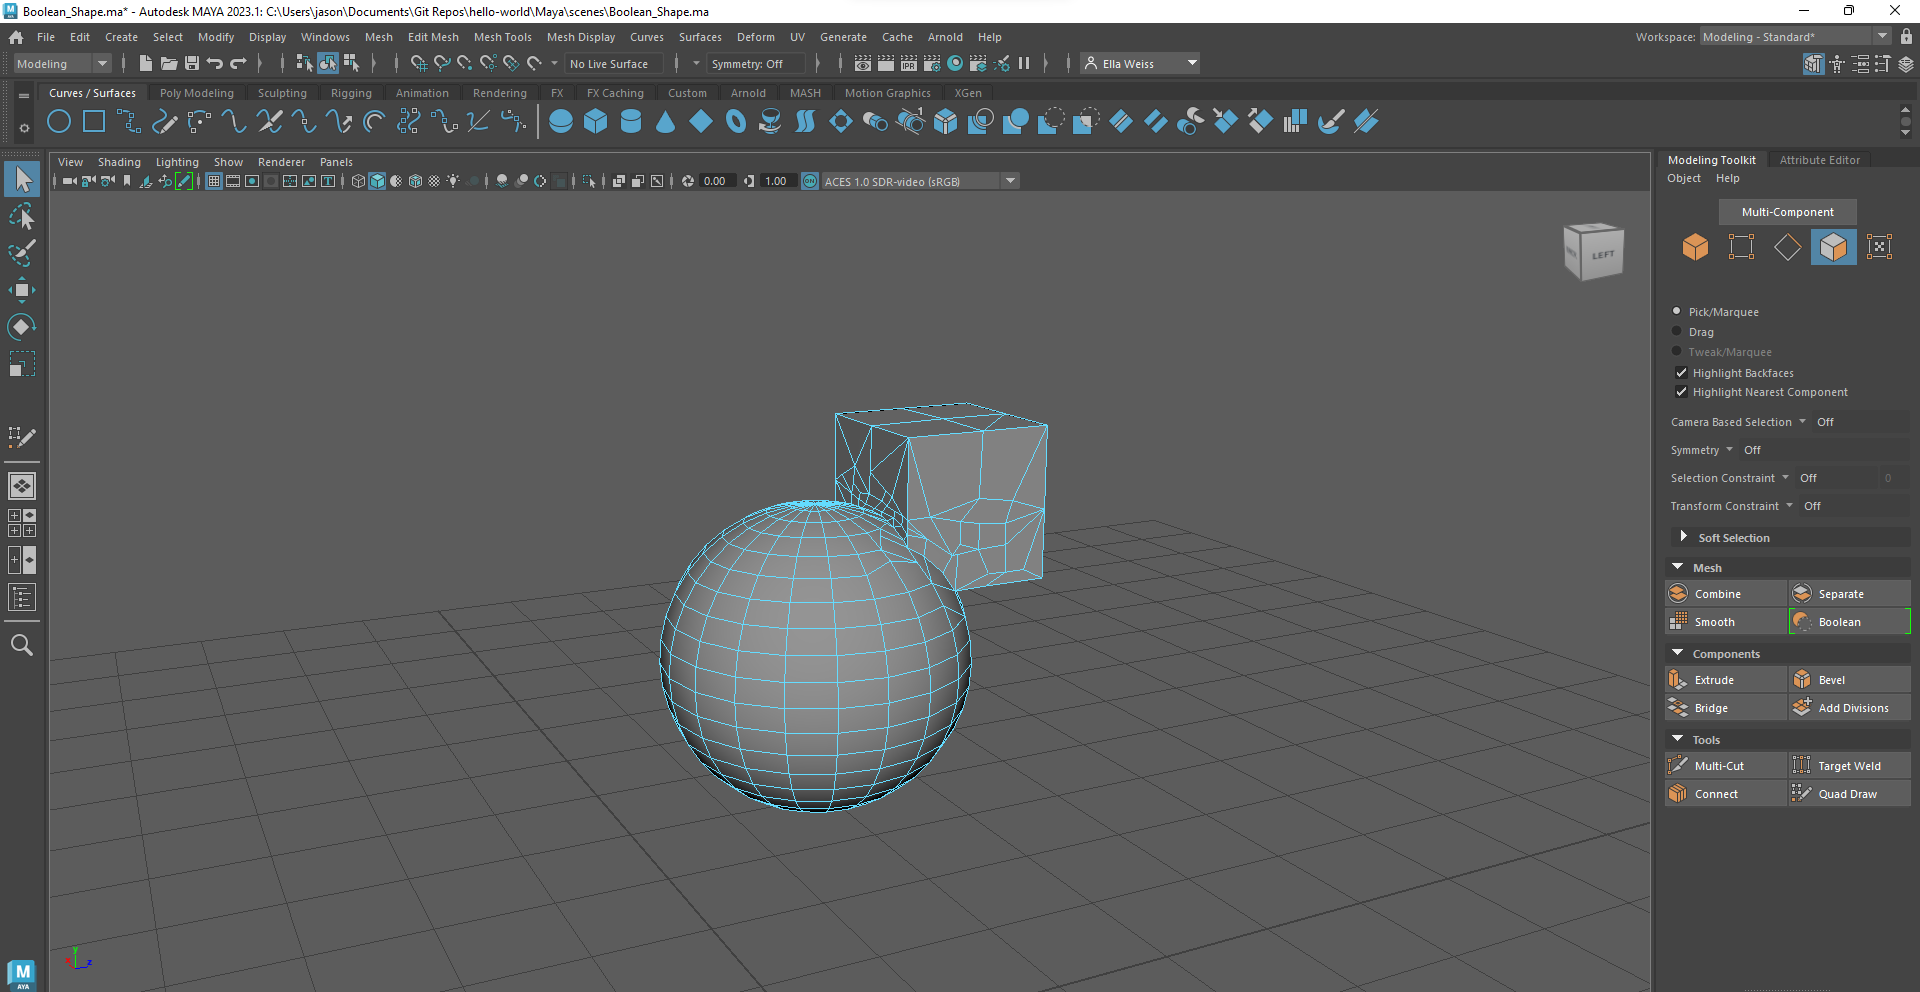 Boolean_Shape.ma* - Autodesk MAYA 2023.1: C:\Users\jason\Documents\Git Repos\hello-world\Maya\scenes\Boolean_Shape.ma
File Edit Create Select Modify Display Windows Mesh Edit Mesh Mesh Tools Mesh Display Curves Surfaces Deform UV Generate Cache Arnold Help Workspace: Modeling - Standard*
Modeling No Live Surface Symmetry: Off IPR Ella Weiss
Curves / Surfaces Poly Modeling Sculpting Rigging Animation Rendering FX FX Caching Custom Arnold MASH Motion Graphics XGen
View Shading Lighting Show Renderer Panels
0.00 1.00 ON ACES 1.0 SDR-video (sRGB)
LEFT
Modeling Toolkit Attribute Editor
Object Help
Multi-Component
Pick/Marquee
Drag
Tweak/Marquee
Highlight Backfaces
Highlight Nearest Component
Camera Based Selection Off
Symmetry Off
Selection Constraint Off 0
Transform Constraint Off
Soft Selection
Mesh
Combine Separate
Smooth Boolean
Components
Extrude Bevel
Bridge Add Divisions
Tools
Multi-Cut Target Weld
Connect Quad Draw
y
x z
M
AYA